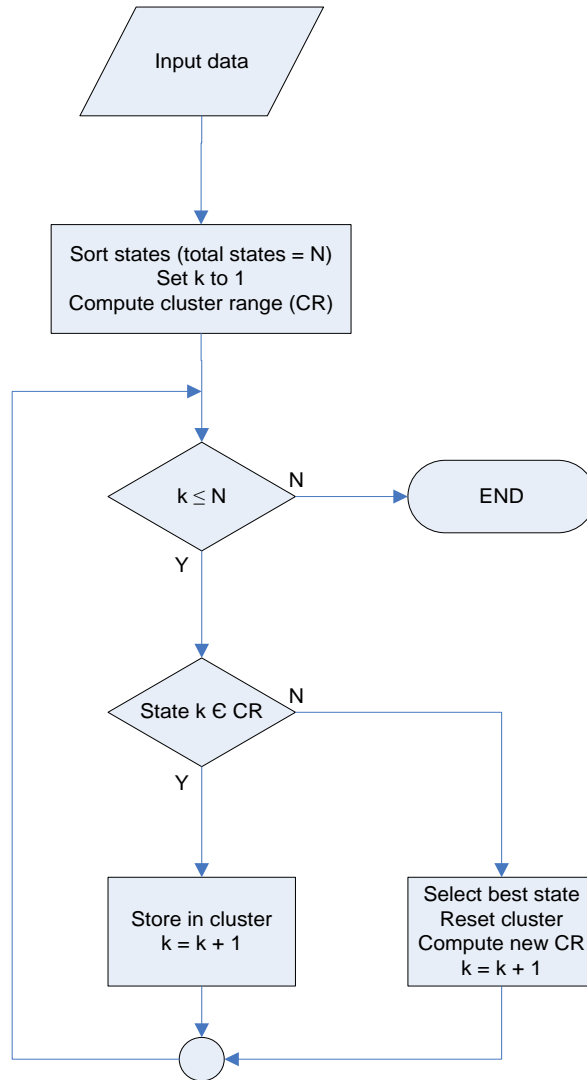 Input data
Sort states (total states = N)
Set k to 1
Compute cluster range (CR)
k ≤ N
N
END
Y
State k Є CR
N
Y
Store in cluster
k = k + 1
Select best state
Reset cluster
Compute new CR
k = k + 1